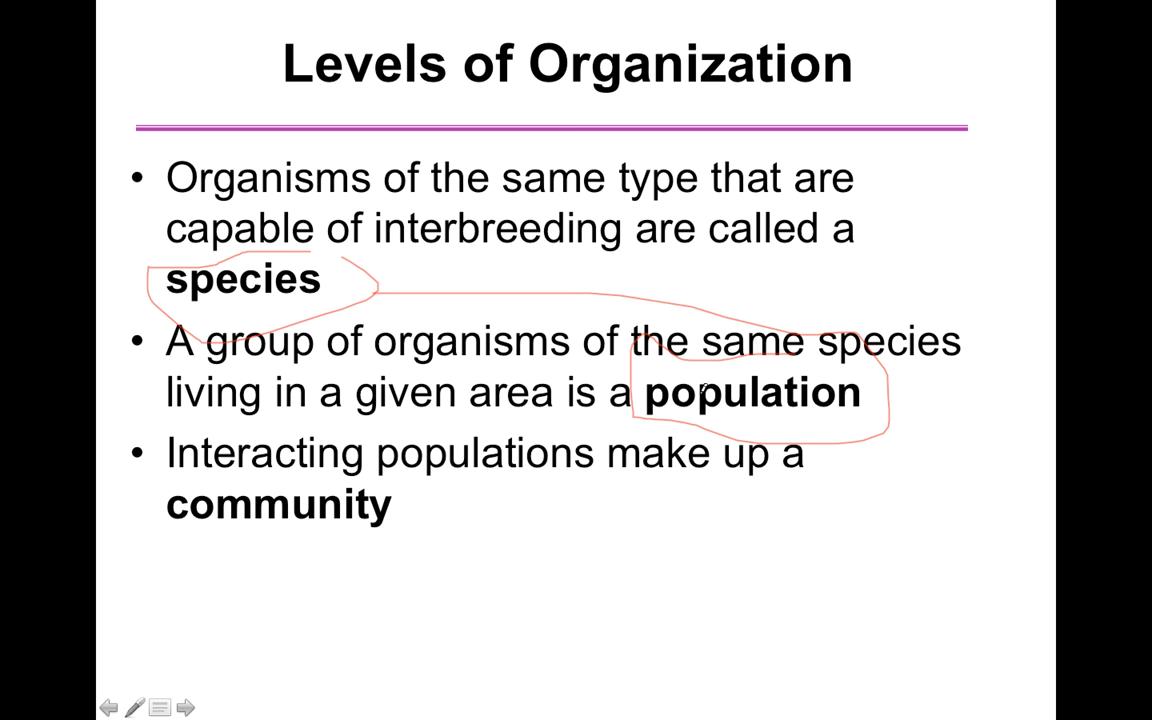 Levels of Organization
• Organisms of the same type that are
capable of interbreeding are called a
species
• A group of organisms of the same species
living in a given area is a population
• Interacting populations make up a
community